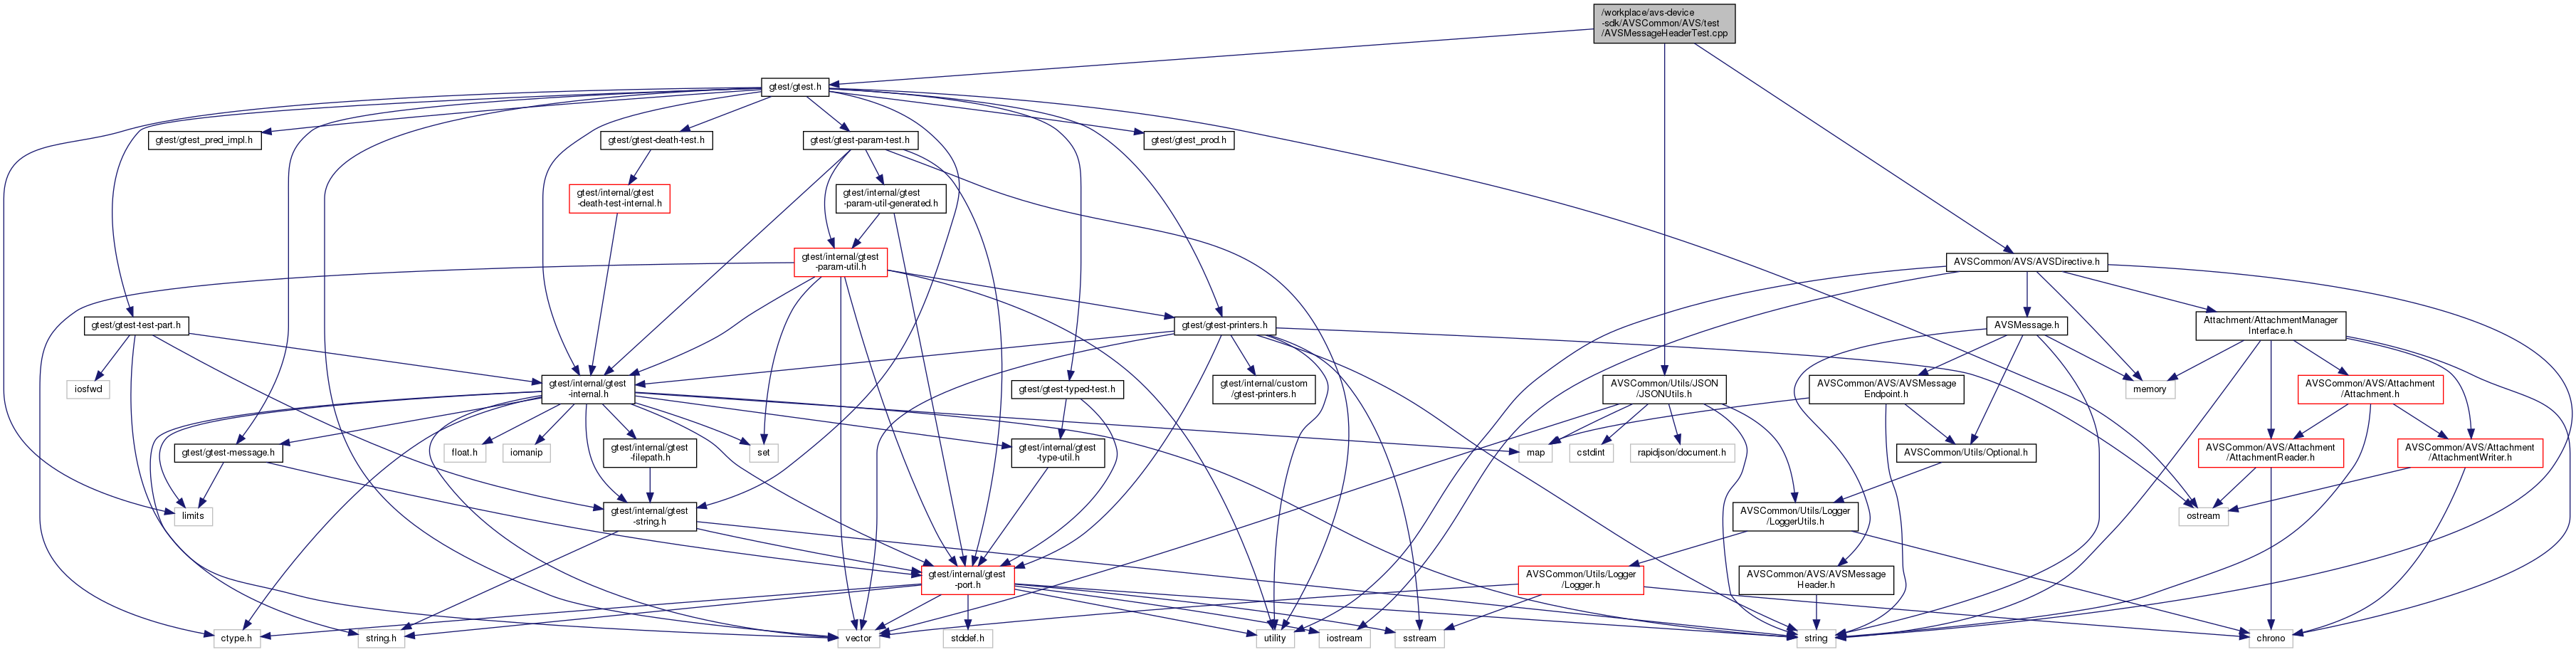 /workplace/avs-device
-sdk/AVSCommon/AVS/test
/AVSMessageHeaderTest.cpp
gtest/gtest.h
gtest/gtest_pred_impl.h
gtest/gtest-death-test.h
gtest/gtest-param-test.h
gtest/gtest_prod.h
gtest/internal/gtest
-death-test-internal.h
gtest/internal/gtest
-param-util-generated.h
gtest/internal/gtest
-param-util.h
AVSCommon/AVS/AVSDirective.h
gtest/gtest-test-part.h
gtest/gtest-printers.h
AVSMessage.h
Attachment/AttachmentManager
Interface.h
iosfwd
gtest/internal/gtest
-internal.h
gtest/gtest-typed-test.h
gtest/internal/custom
/gtest-printers.h
AVSCommon/Utils/JSON
/JSONUtils.h
AVSCommon/AVS/AVSMessage
Endpoint.h
memory
AVSCommon/AVS/Attachment
/Attachment.h
gtest/gtest-message.h
float.h
iomanip
gtest/internal/gtest
-filepath.h
set
gtest/internal/gtest
-type-util.h
map
cstdint
rapidjson/document.h
AVSCommon/Utils/Optional.h
AVSCommon/AVS/Attachment
/AttachmentReader.h
AVSCommon/AVS/Attachment
/AttachmentWriter.h
limits
gtest/internal/gtest
-string.h
AVSCommon/Utils/Logger
/LoggerUtils.h
ostream
gtest/internal/gtest
-port.h
AVSCommon/Utils/Logger
/Logger.h
AVSCommon/AVS/AVSMessage
Header.h
ctype.h
string.h
vector
stddef.h
utility
iostream
sstream
string
chrono